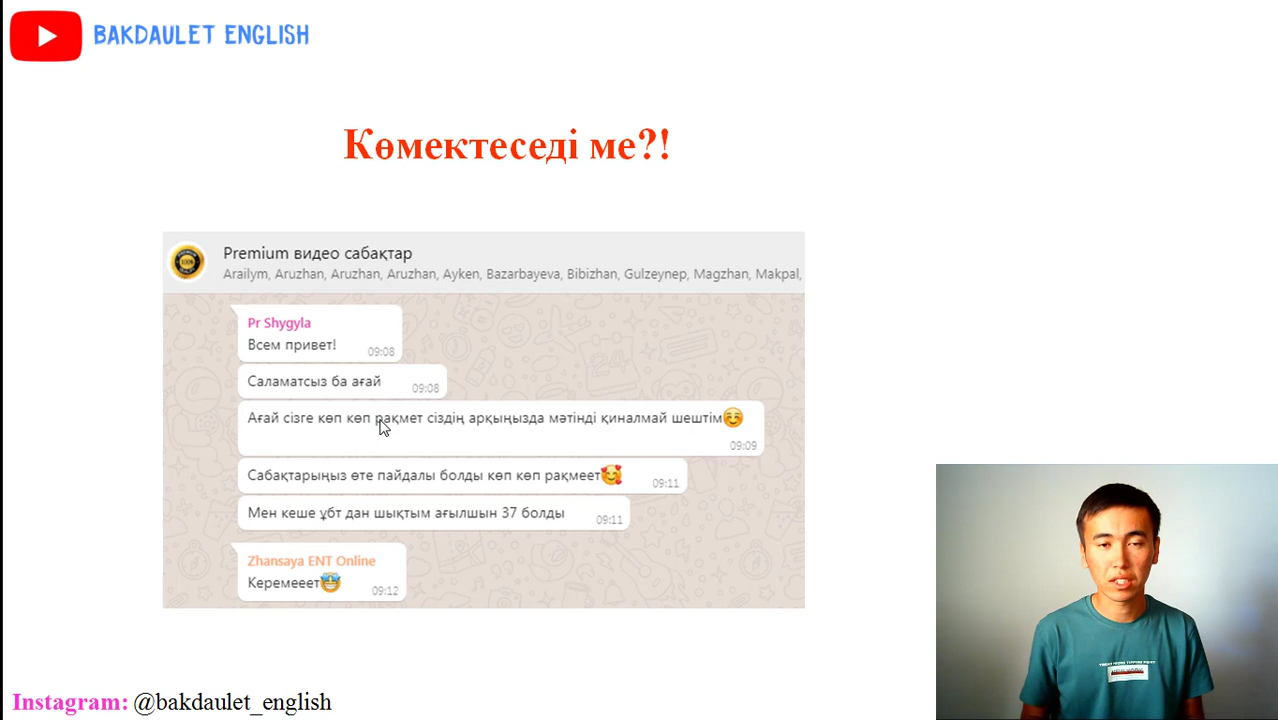 BAKDAULET ENGLISH
Көмектеседі ме?!
Premium видео сабақтар
Arailym, Aruzhan, Aruzhan, Aruzhan, Ayken, Bazarbayeva, Bibizhan, Gulzeynep, Magzhan, Makpal,
Pr Shygyla
Всем привет!
09:08
Саламатсыз ба ағай
09:08
Ағай сізге көп көп рақмет сіздің арқыңызда мәтінді қиналмай шештім😊
09:09
Сабақтарыңыз өте пайдалы болды көп көп рақмеет🥰
09:11
Мен кеше ұбт дан шықтым ағылшын 37 болды
09:11
Zhansaya ENT Online
Керемееет🤩
09:12
Instagram: @bakdaulet_english